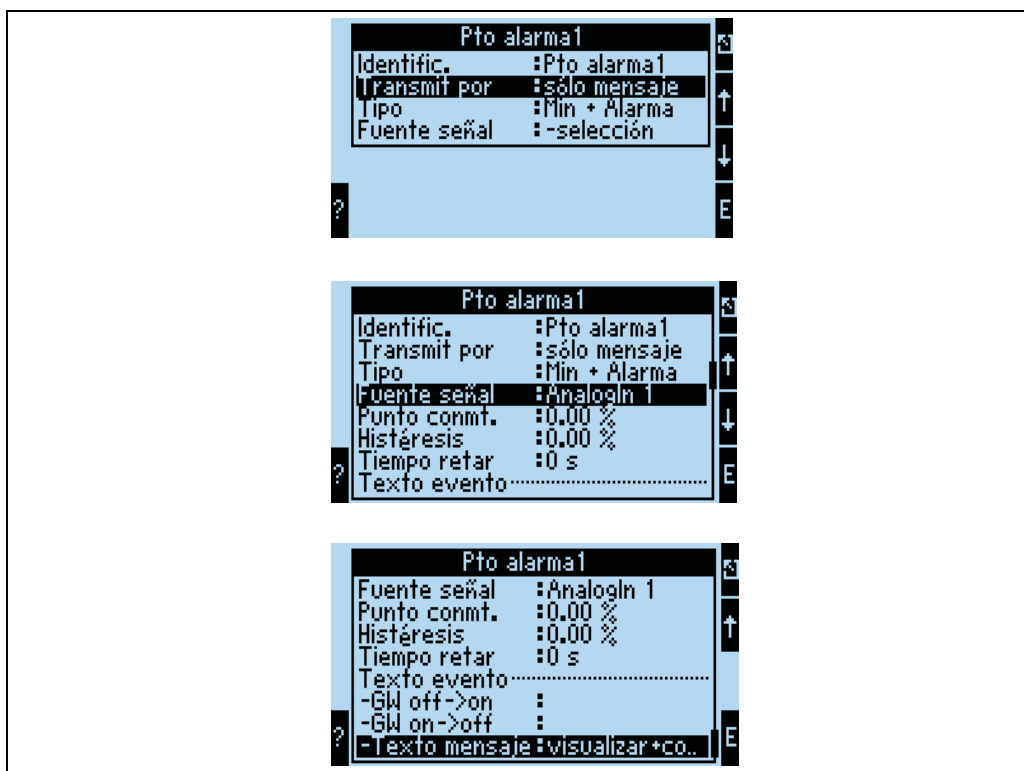 Pto alarma1
Identific. :Pto alarma1
Transmit por :sólo mensaje
Tipo :Min + Alarma
Fuente señal :-selección
↑
↓
? E
Pto alarma1
Identific. :Pto alarma1
Transmit por :sólo mensaje
Tipo :Min + Alarma
Fuente señal :AnalogIn 1
Punto conmt. :0.00 %
Histéresis :0.00 %
Tiempo retar :0 s
Texto evento
↑
↓
? E
Pto alarma1
Fuente señal :AnalogIn 1
Punto conmt. :0.00 %
Histéresis :0.00 %
Tiempo retar :0 s
Texto evento
-GW off->on :
-GW on->off :
-Texto mensaje:visualizar+co..
↑
? E